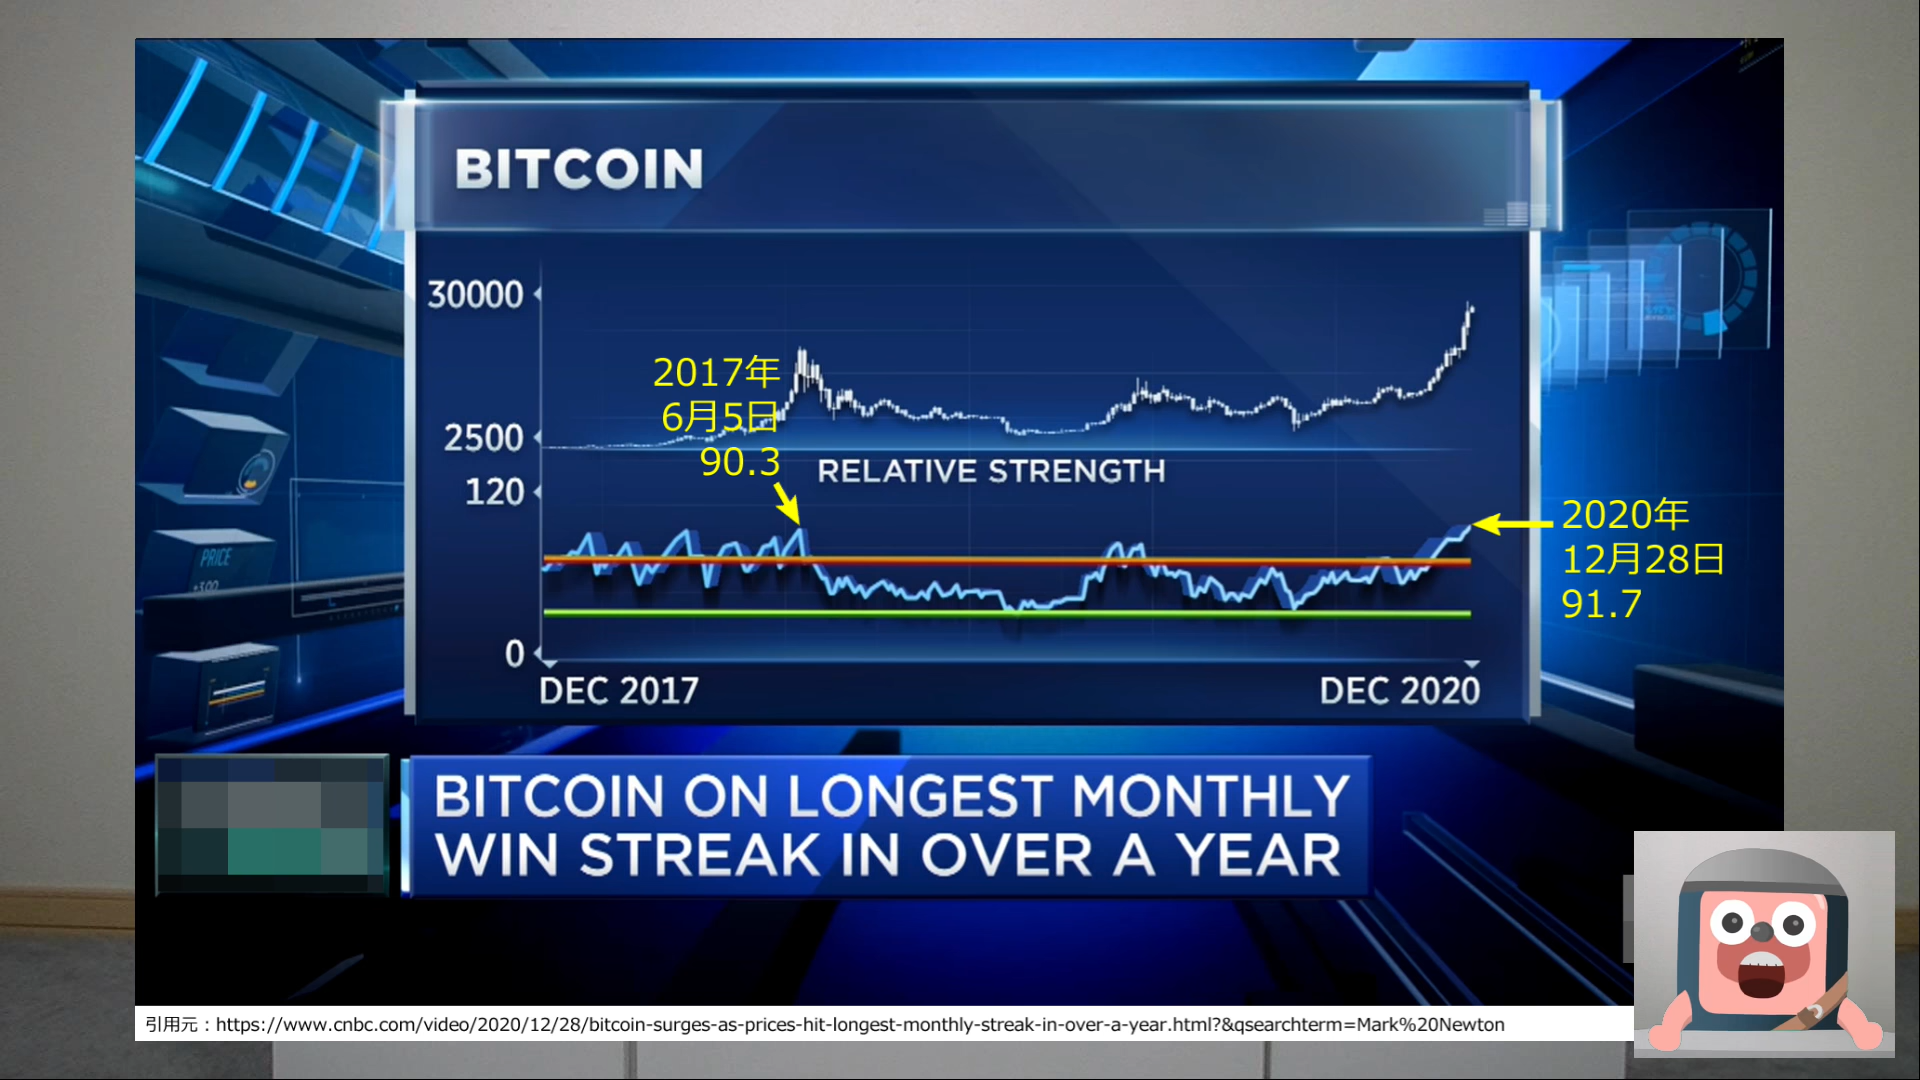 BITCOIN
30000
2017年
6月5日
90.3
2500
RELATIVE STRENGTH
120
2020年
12月28日
91.7
PRICE
+3.00
0
DEC 2017
DEC 2020
BITCOIN ON LONGEST MONTHLY
WIN STREAK IN OVER A YEAR
引用元：https://www.cnbc.com/video/2020/12/28/bitcoin-surges-as-prices-hit-longest-monthly-streak-in-over-a-year.html?&qsearchterm=Mark%20Newton